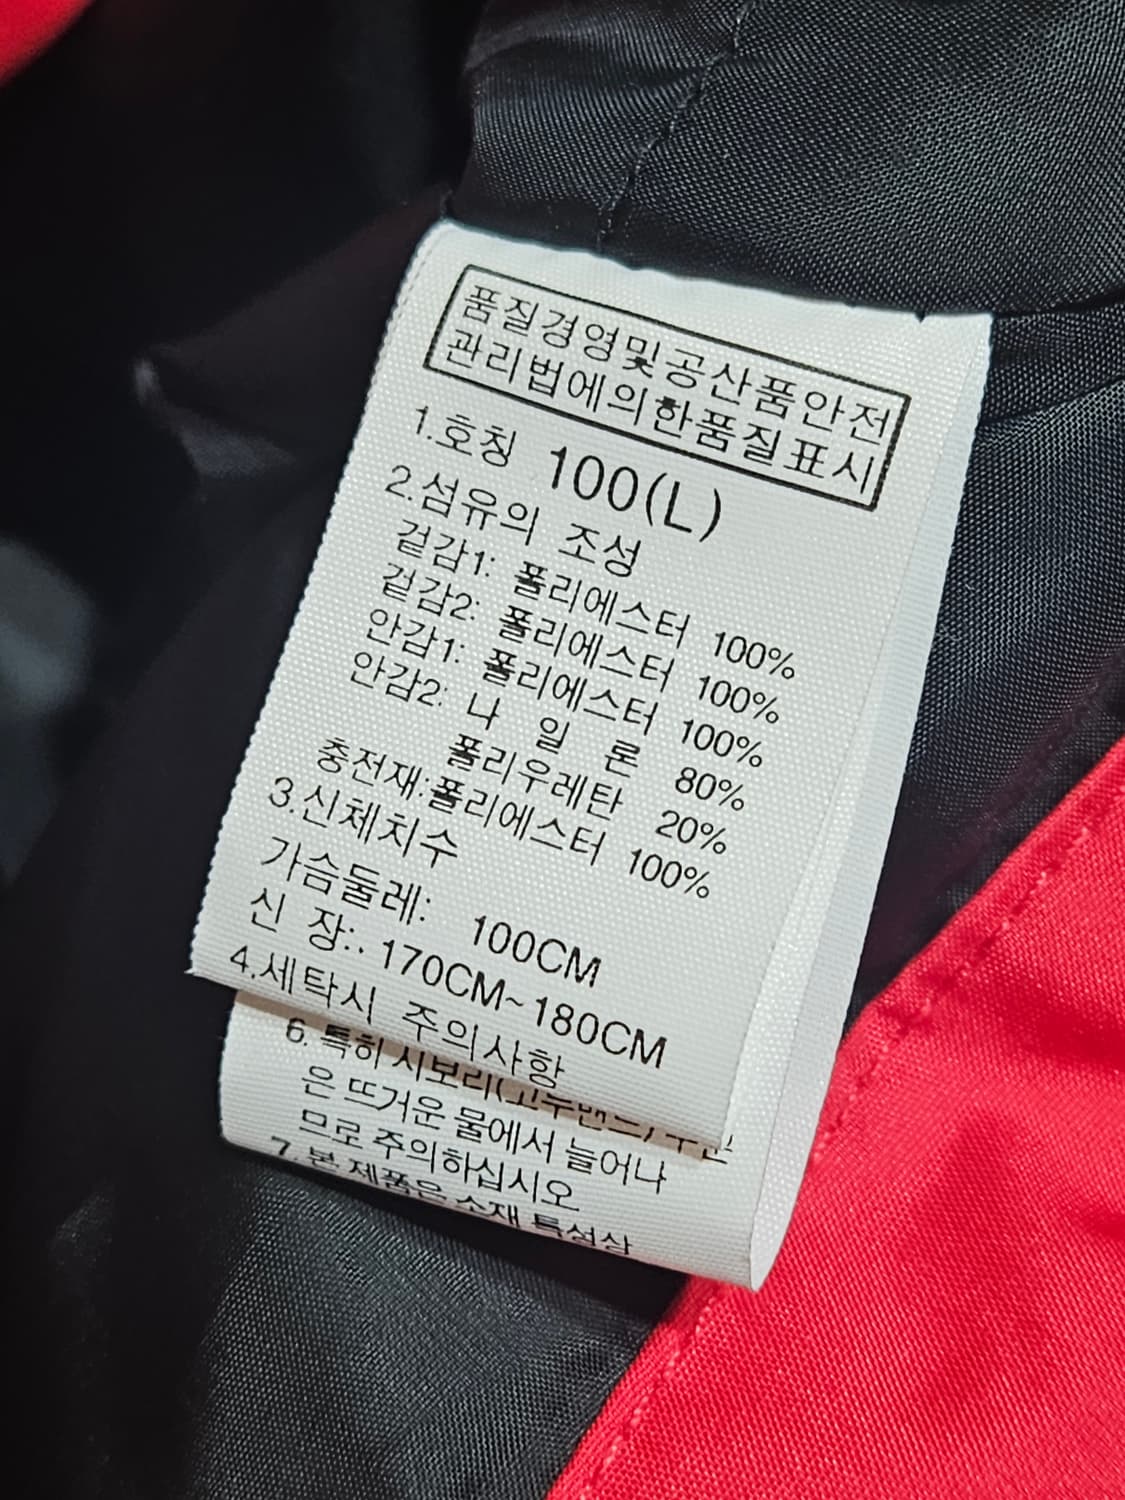 품질경영및공산품안전
관리법에의한품질표시
1.호칭 100(L)
2.섬유의 조성
겉감1: 폴리에스터 100%
겉감2: 폴리에스터 100%
안감1: 폴리에스터 100%
안감2: 나 일 론 80%
폴리우레탄 20%
충전재:폴리에스터 100%
3.신체치수
가슴둘레: 100CM
신 장:. 170CM~180CM
4.세탁시 주의사항
6. 특히 시보리(고무밴드)
은 뜨거운 물에서 늘어나
므로 주의하십시오
7.본 제품은 소재 특성상